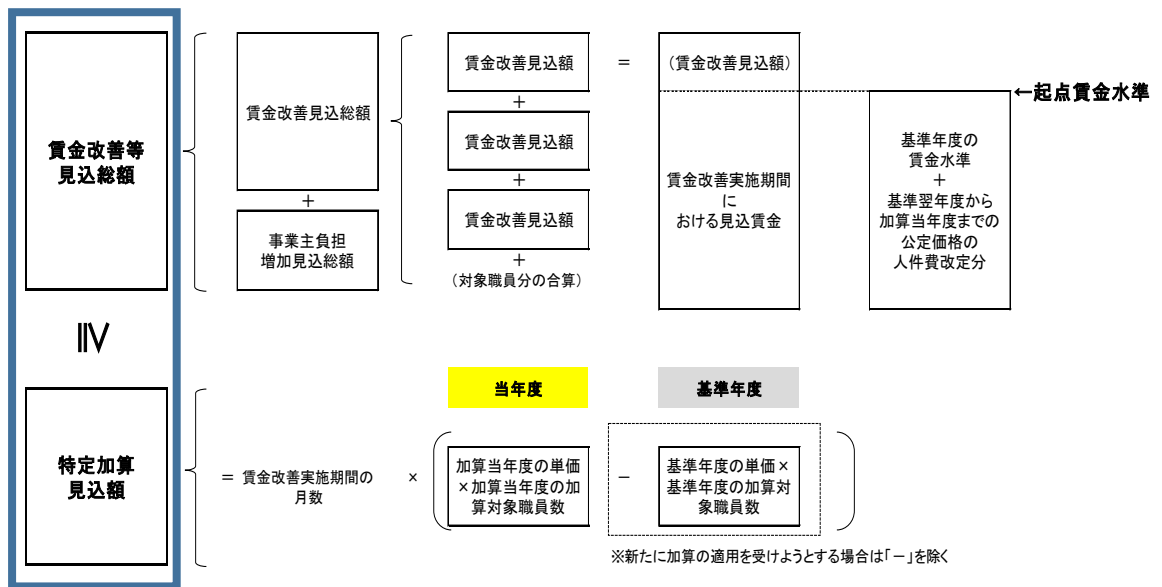 賃金改善等
見込総額
賃金改善見込総額
+
事業主負担
増加見込総額
賃金改善見込額
+
賃金改善見込額
+
賃金改善見込額
+
(対象職員分の合算)
=
(賃金改善見込額)
賃金改善実施期間
に
おける見込賃金
←起点賃金水準
基準年度の
賃金水準
+
基準翌年度から
加算当年度までの
公定価格の
人件費改定分
≥
特定加算
見込額
= 賃金改善実施期間の
月数
×
当年度
加算当年度の単価
×加算当年度の加
算対象職員数
−
基準年度
基準年度の単価×
基準年度の加算対
象職員数
※新たに加算の適用を受けようとする場合は「−」を除く